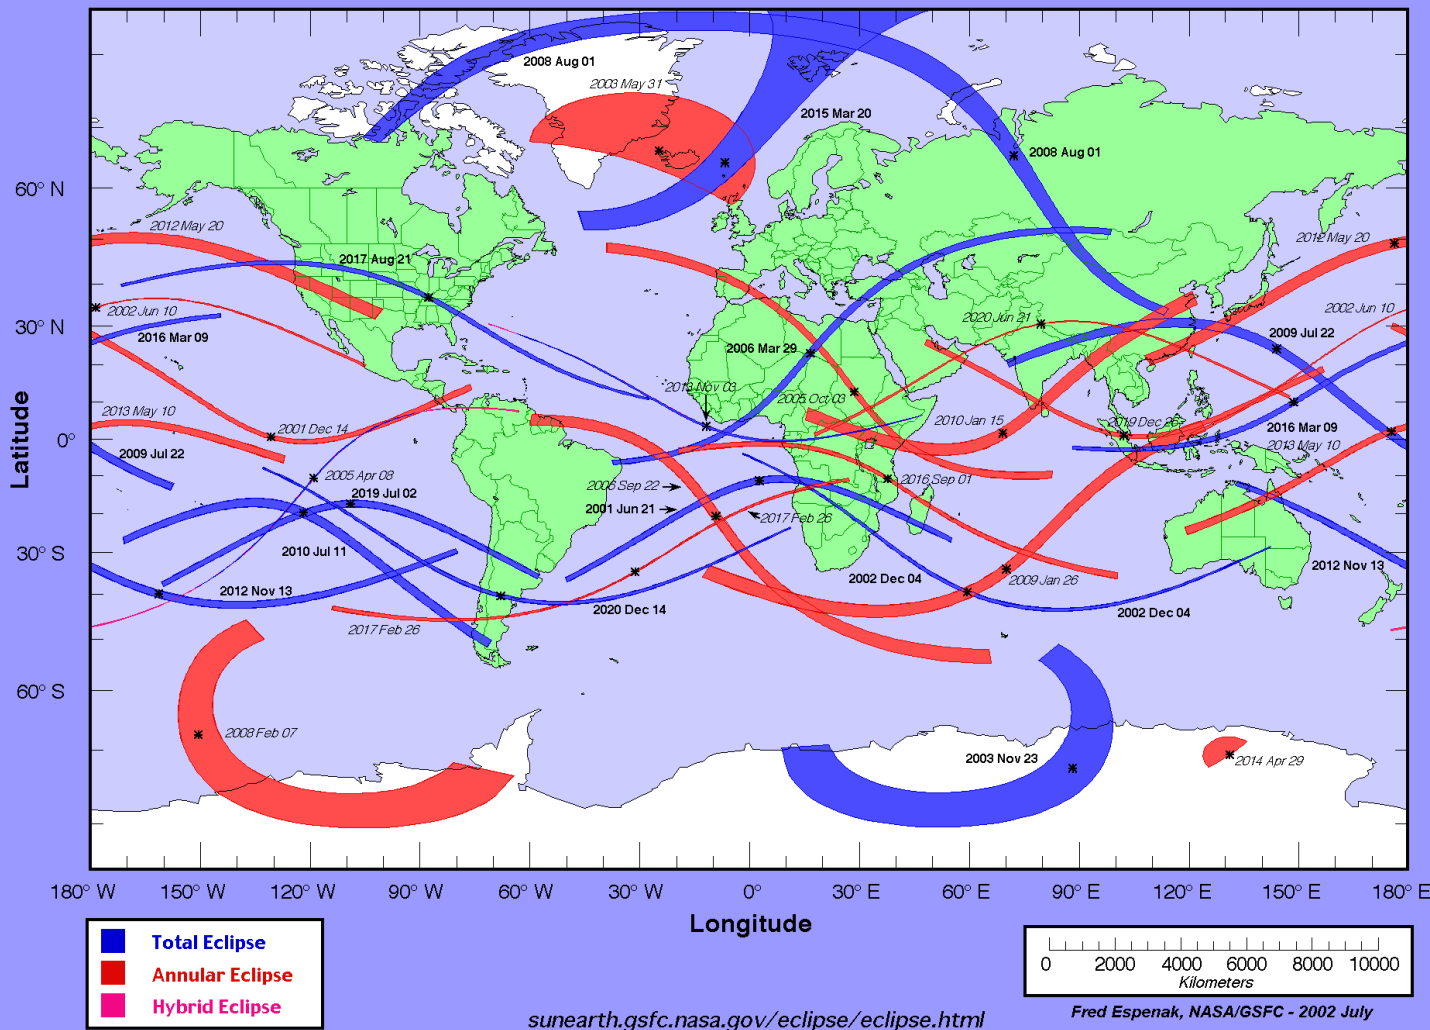 2008 Aug 01
2003 May 31
2015 Mar 20
2008 Aug 01
60° N
2012 May 20
2012 May 20
2017 Aug 21
2002 Jun 10
2002 Jun 10
2020 Jun 21
30° N
2016 Mar 09
2009 Jul 22
2006 Mar 29
2013 Nov 03
2005 Oct 03
2013 May 10
2010 Jan 15
2019 Dec 26
2001 Dec 14
2016 Mar 09
0°
2013 May 10
Latitude
2009 Jul 22
2005 Apr 08
2016 Sep 01
2006 Sep 22
2019 Jul 02
2001 Jun 21
2017 Feb 26
30° S
2010 Jul 11
2012 Nov 13
2002 Dec 04
2009 Jan 26
2012 Nov 13
2020 Dec 14
2002 Dec 04
2017 Feb 26
60° S
2008 Feb 07
2003 Nov 23
2014 Apr 29
180° W 150° W 120° W 90° W 60° W 30° W 0° 30° E 60° E 90° E 120° E 150° E 180° E
Longitude
Total Eclipse
Annular Eclipse
Hybrid Eclipse
0 2000 4000 6000 8000 10000
Kilometers
Fred Espenak, NASA/GSFC - 2002 July
sunearth.gsfc.nasa.gov/eclipse/eclipse.html